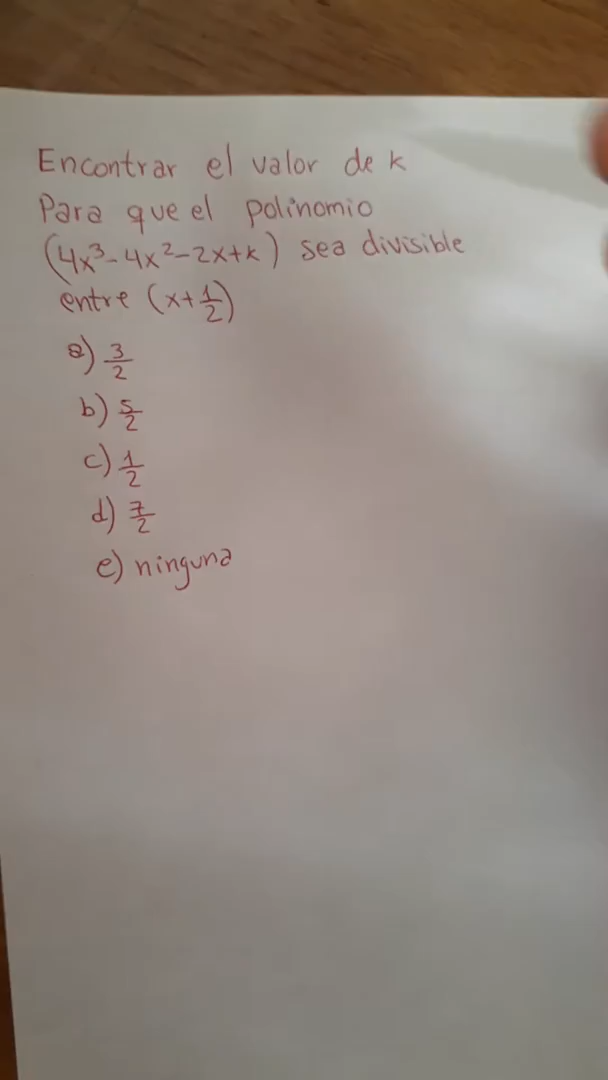 Encontrar el valor de k
Para que el polinomio
(4x³-4x²-2x+k) sea divisible
entre (x+1/2)
a) 3/2
b) 5/2
c) 1/2
d) 7/2
e) ninguna